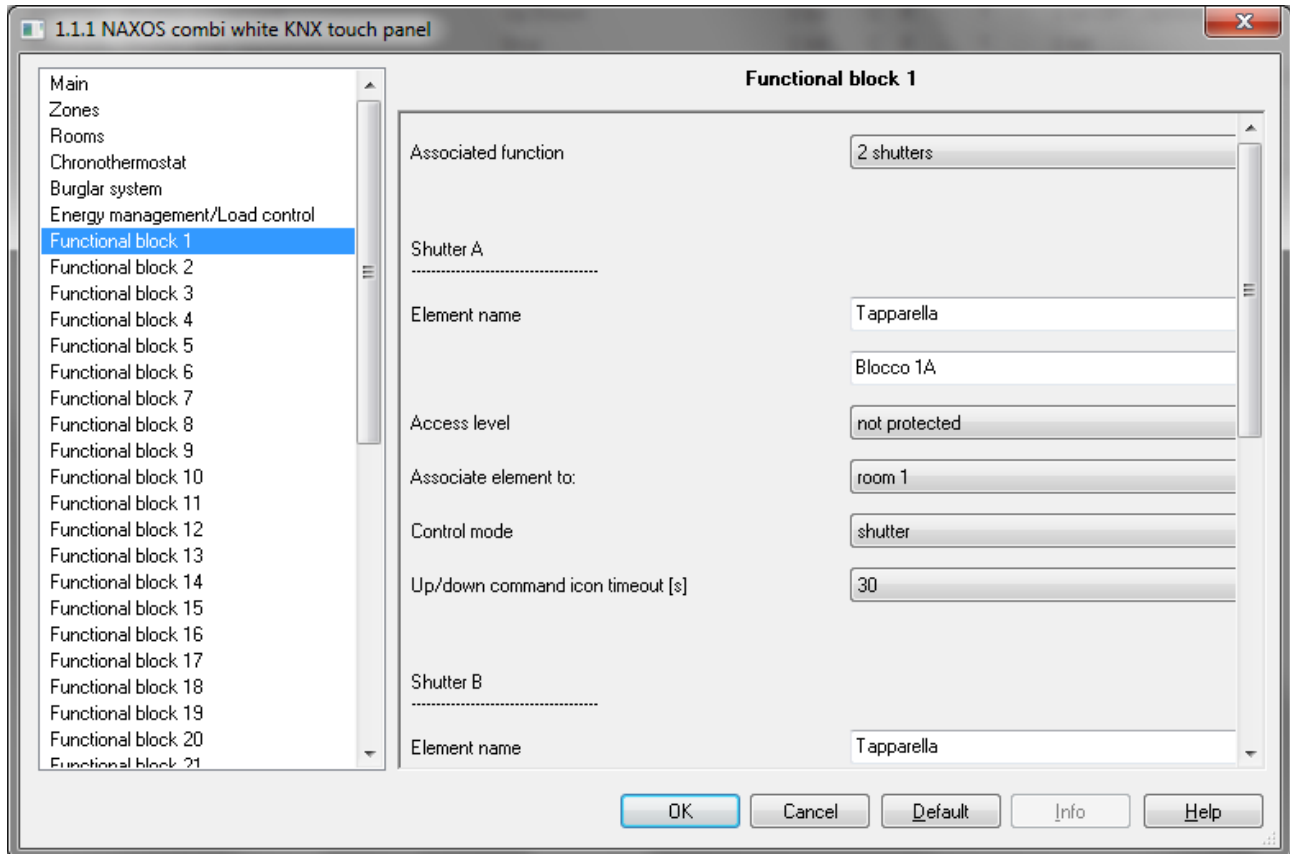 1.1.1 NAXOS combi white KNX touch panel
Main
Zones
Rooms
Chronothermostat
Burglar system
Energy management/Load control
Functional block 1
Functional block 2
Functional block 3
Functional block 4
Functional block 5
Functional block 6
Functional block 7
Functional block 8
Functional block 9
Functional block 10
Functional block 11
Functional block 12
Functional block 13
Functional block 14
Functional block 15
Functional block 16
Functional block 17
Functional block 18
Functional block 19
Functional block 20
Functional block 21
Functional block 1
Associated function 2 shutters
Shutter A
-------------------------------------
Element name Tapparella
Blocco 1A
Access level not protected
Associate element to: room 1
Control mode shutter
Up/down command icon timeout [s] 30
Shutter B
-------------------------------------
Element name Tapparella
OK Cancel Default Info Help